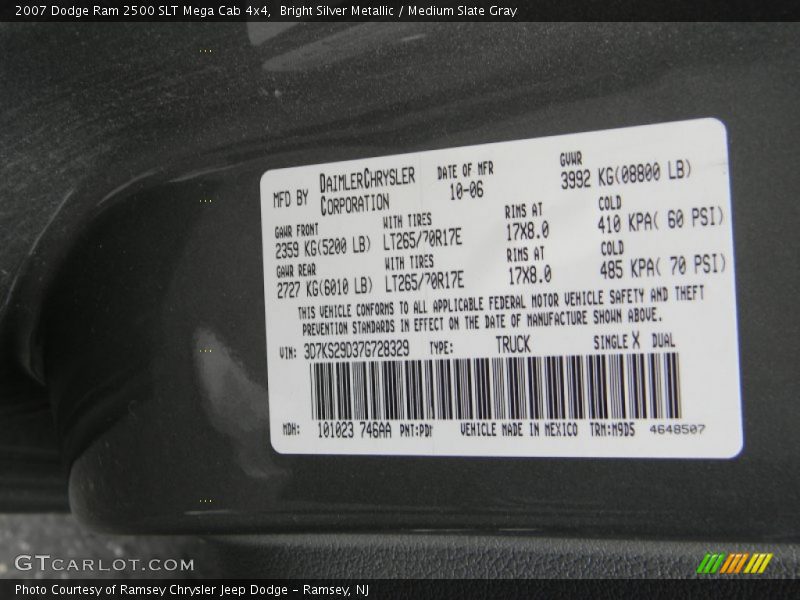 2007 Dodge Ram 2500 SLT Mega Cab 4x4, Bright Silver Metallic / Medium Slate Gray
MFD BY DAIMLERCHRYSLER CORPORATION
DATE OF MFR 10-06
GVWR 3992 KG(08800 LB)
GAWR FRONT WITH TIRES RIMS AT COLD
2359 KG(5200 LB) LT265/70R17E 17X8.0 410 KPA( 60 PSI)
GAWR REAR WITH TIRES RIMS AT COLD
2727 KG(6010 LB) LT265/70R17E 17X8.0 485 KPA( 70 PSI)
THIS VEHICLE CONFORMS TO ALL APPLICABLE FEDERAL MOTOR VEHICLE SAFETY AND THEFT
PREVENTION STANDARDS IN EFFECT ON THE DATE OF MANUFACTURE SHOWN ABOVE.
VIN: 3D7KS29D37G728329 TYPE: TRUCK SINGLE X DUAL
MDH: 101023 746AA PNT:PDR VEHICLE MADE IN MEXICO TRM:M9D5 4648507
GTCARLOT.COM
Photo Courtesy of Ramsey Chrysler Jeep Dodge – Ramsey, NJ